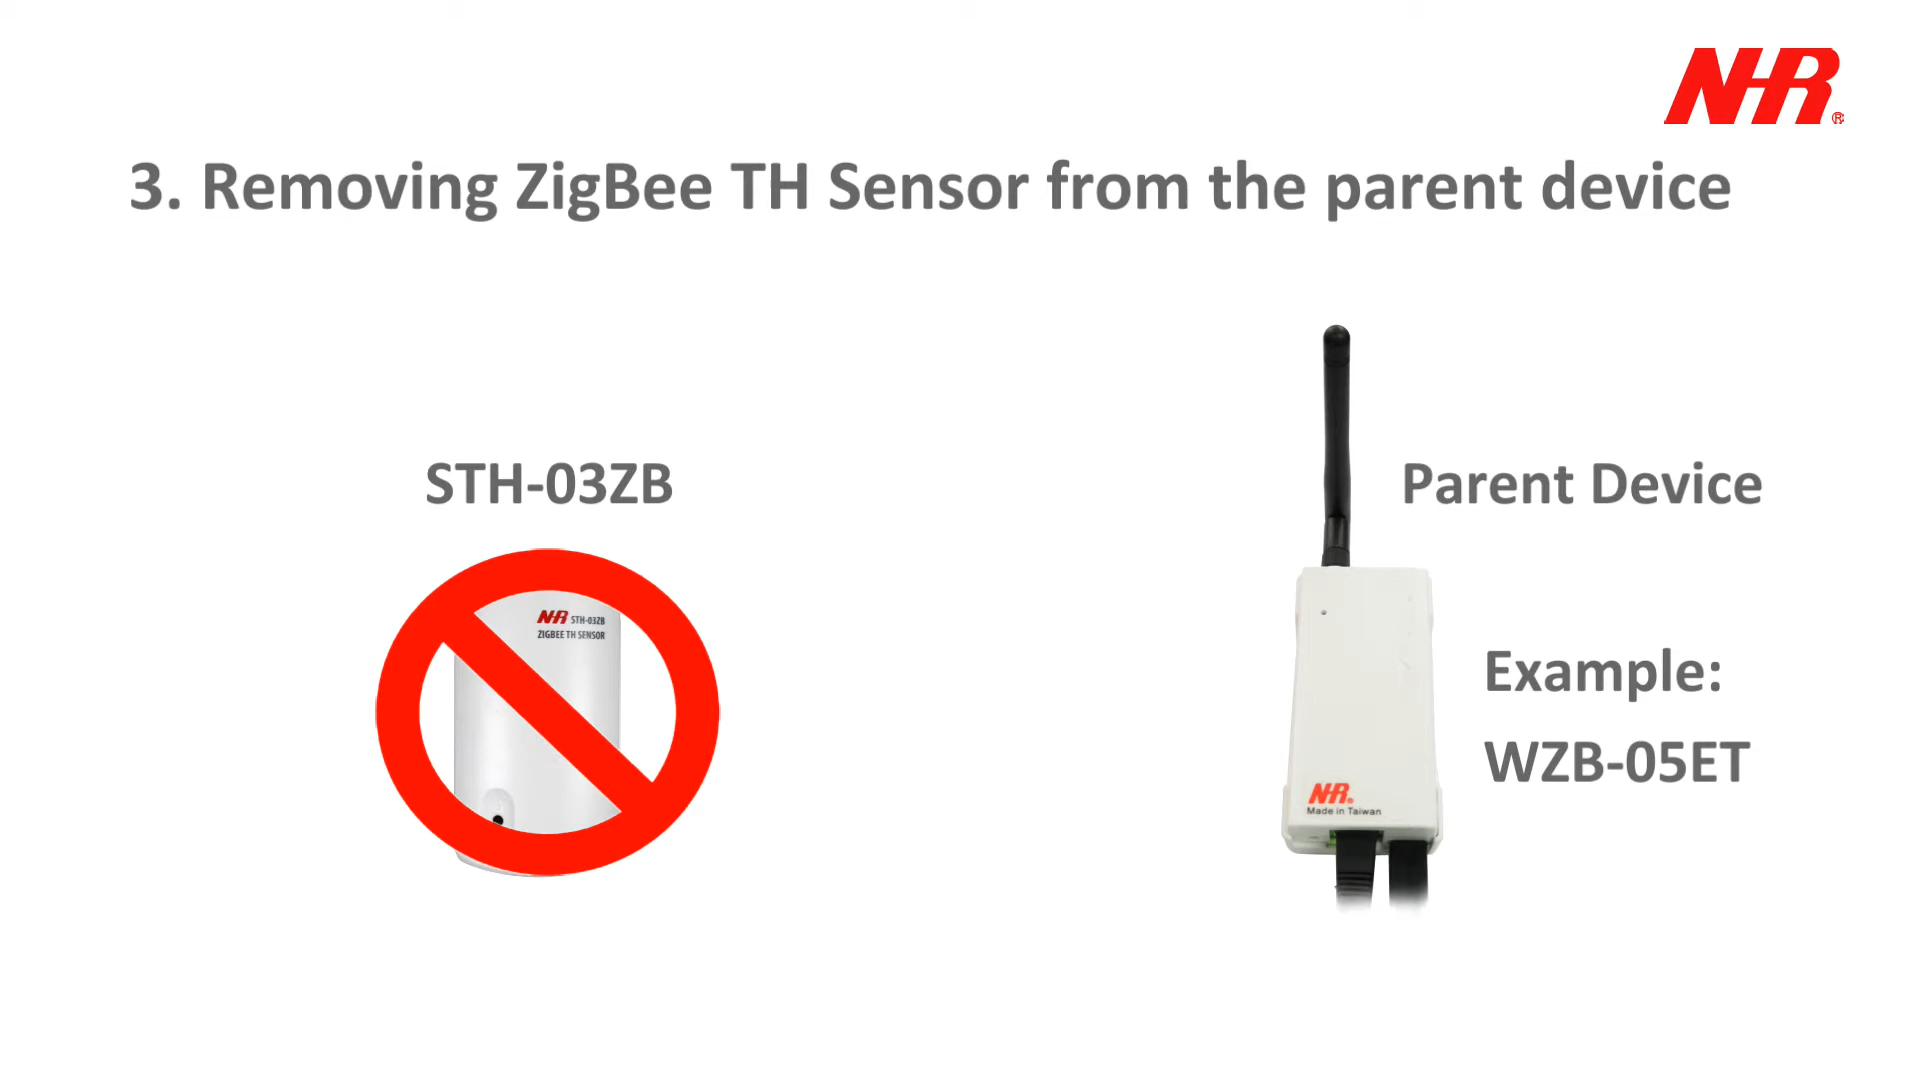 NHR®
3. Removing ZigBee TH Sensor from the parent device
STH-03ZB
NHR STH-03ZB
ZIGBEE TH SENSOR
Parent Device
Example:
WZB-05ET
NHR®
Made in Taiwan